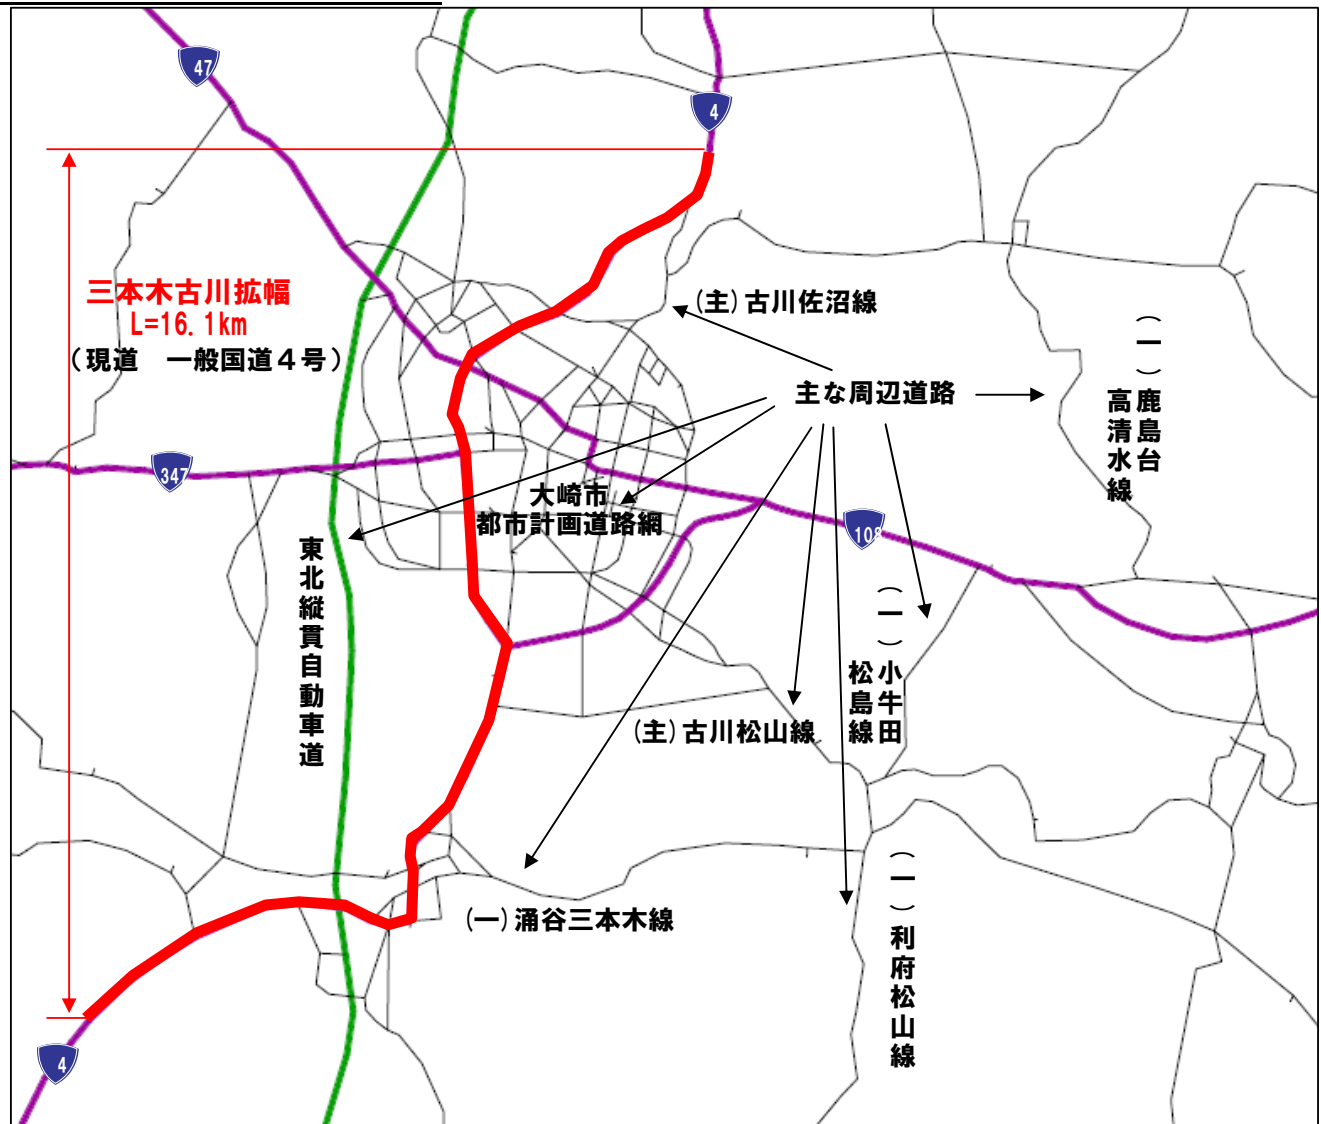 47
4
三本木古川拡幅
L=16.1km
（現道　一般国道４号）
(主)古川佐沼線
主な周辺道路
(一)鹿島台
高清水線
347
大崎市
都市計画道路網
108
東北縦貫自動車道
(一)小牛田
松島線
(主)古川松山線
(一)涌谷三本木線
(一)利府松山線
4